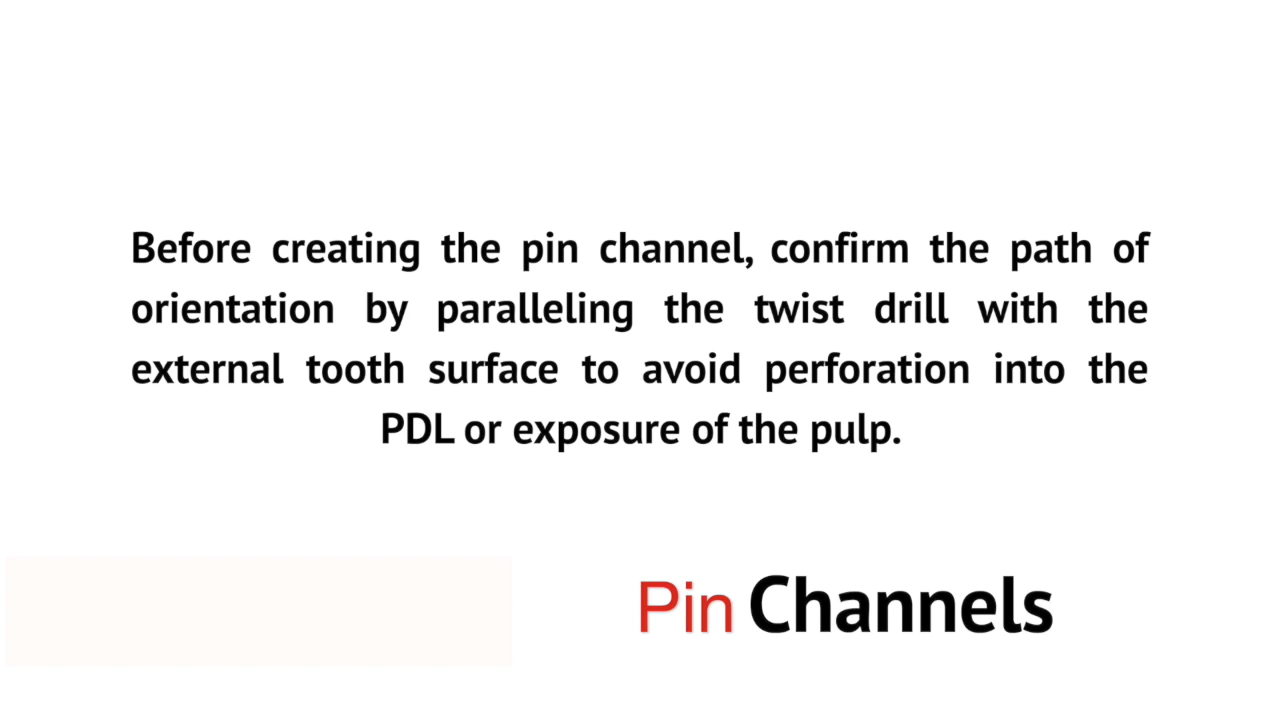 Before creating the pin channel, confirm the path of
orientation by paralleling the twist drill with the
external tooth surface to avoid perforation into the
PDL or exposure of the pulp.
Pin Channels